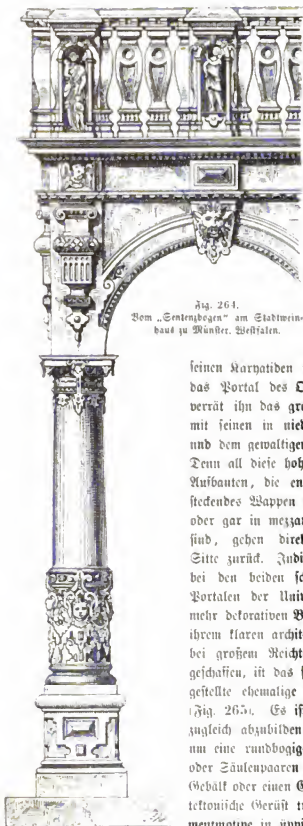 Fig. 264.
Vom „Sentenzbogen“ am Stadtwein-
haus zu Münster. Westfalen.
seinen Karyatiden
das Portal des
verrät ihn das
mit seinen in
und dem gewaltigen
Denn all diese
Aufbauten, die
steckendes Wappen
oder gar in
sind, gehen
Sitte zurück.
bei den beiden
Portalen der
mehr dekorativen
ihrem klaren
bei großem
geschaffen, ist das
gestellte ehemalige
(Fig. 265). Es
zugleich abzubilden
um eine rundbogige
oder Säulenpaaren
Gebälk oder einen
tektonische Gerüst
mentmotive in